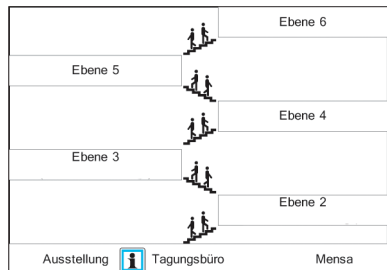 Ebene 6
Ebene 5
Ebene 4
Ebene 3
Ebene 2
Ausstellung i Tagungsbüro Mensa